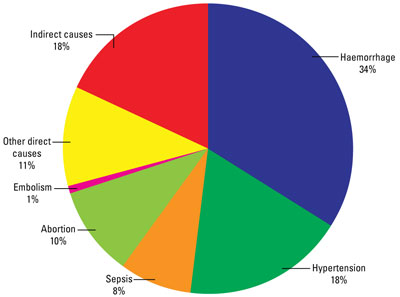 Indirect causes
18%
Haemorrhage
34%
Other direct
causes
11%
Embolism
1%
Abortion
10%
Sepsis
8%
Hypertension
18%